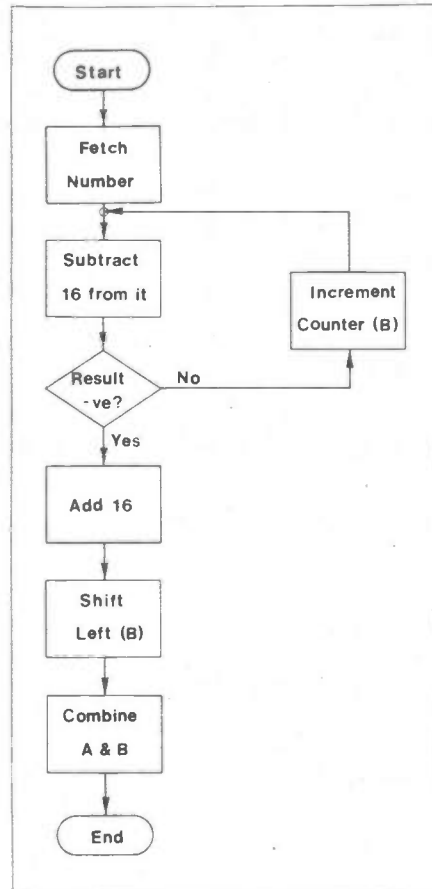 Start
Fetch
Number
Subtract
16 from it
Increment
Counter (B)
Result
-ve?
No
Yes
Add 16
Shift
Left (B)
Combine
A & B
End